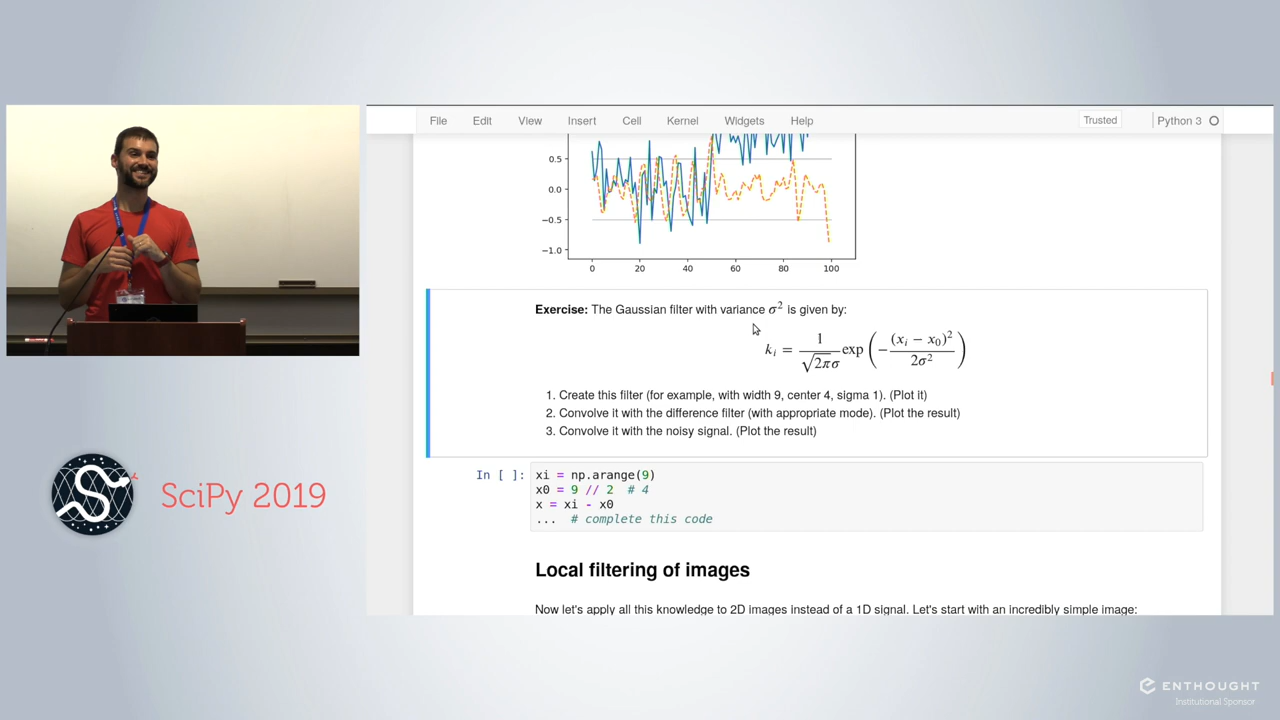 File Edit View Insert Cell Kernel Widgets Help Trusted Python 3
0.5
0.0
−0.5
−1.0
0 20 40 60 80 100
Exercise: The Gaussian filter with variance σ² is given by:
kᵢ = 1/(√2πσ) exp(−(xᵢ − x₀)²/2σ²)
1. Create this filter (for example, with width 9, center 4, sigma 1). (Plot it)
2. Convolve it with the difference filter (with appropriate mode). (Plot the result)
3. Convolve it with the noisy signal. (Plot the result)
In [ ]: xi = np.arange(9)
x0 = 9 // 2 # 4
x = xi - x0
... # complete this code
Local filtering of images
Now let's apply all this knowledge to 2D images instead of a 1D signal. Let's start with an incredibly simple image:
SciPy 2019
ENTHOUGHT
Institutional Sponsor